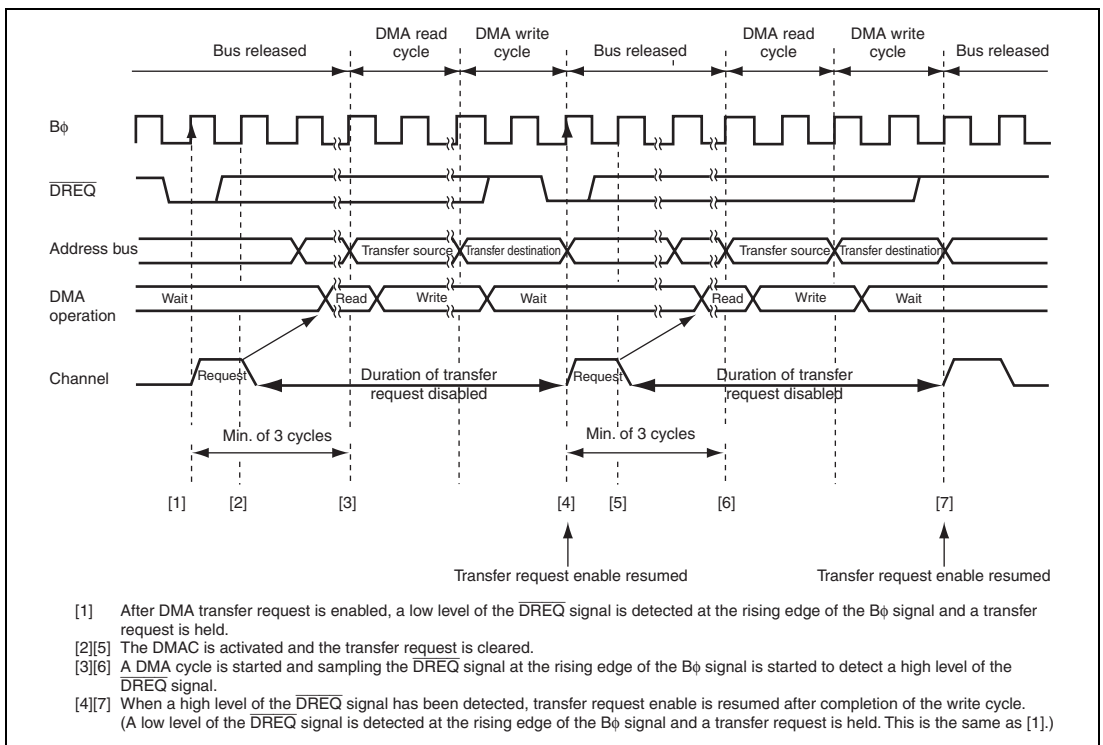 DMA read cycle
DMA write cycle
DMA read cycle
DMA write cycle
Bus released
Bus released
Bus released
Bφ
DREQ
Address bus
Transfer source
Transfer destination
Transfer source
Transfer destination
DMA operation
Wait
Read
Write
Wait
Read
Write
Wait
Channel
Request
Duration of transfer request disabled
Request
Duration of transfer request disabled
Min. of 3 cycles
Min. of 3 cycles
[1]
[2]
[3]
[4]
[5]
[6]
[7]
Transfer request enable resumed
Transfer request enable resumed
[1] After DMA transfer request is enabled, a low level of the DREQ signal is detected at the rising edge of the Bφ signal and a transfer
request is held.
[2][5] The DMAC is activated and the transfer request is cleared.
[3][6] A DMA cycle is started and sampling the DREQ signal at the rising edge of the Bφ signal is started to detect a high level of the
DREQ signal.
[4][7] When a high level of the DREQ signal has been detected, transfer request enable is resumed after completion of the write cycle.
(A low level of the DREQ signal is detected at the rising edge of the Bφ signal and a transfer request is held. This is the same as [1].)